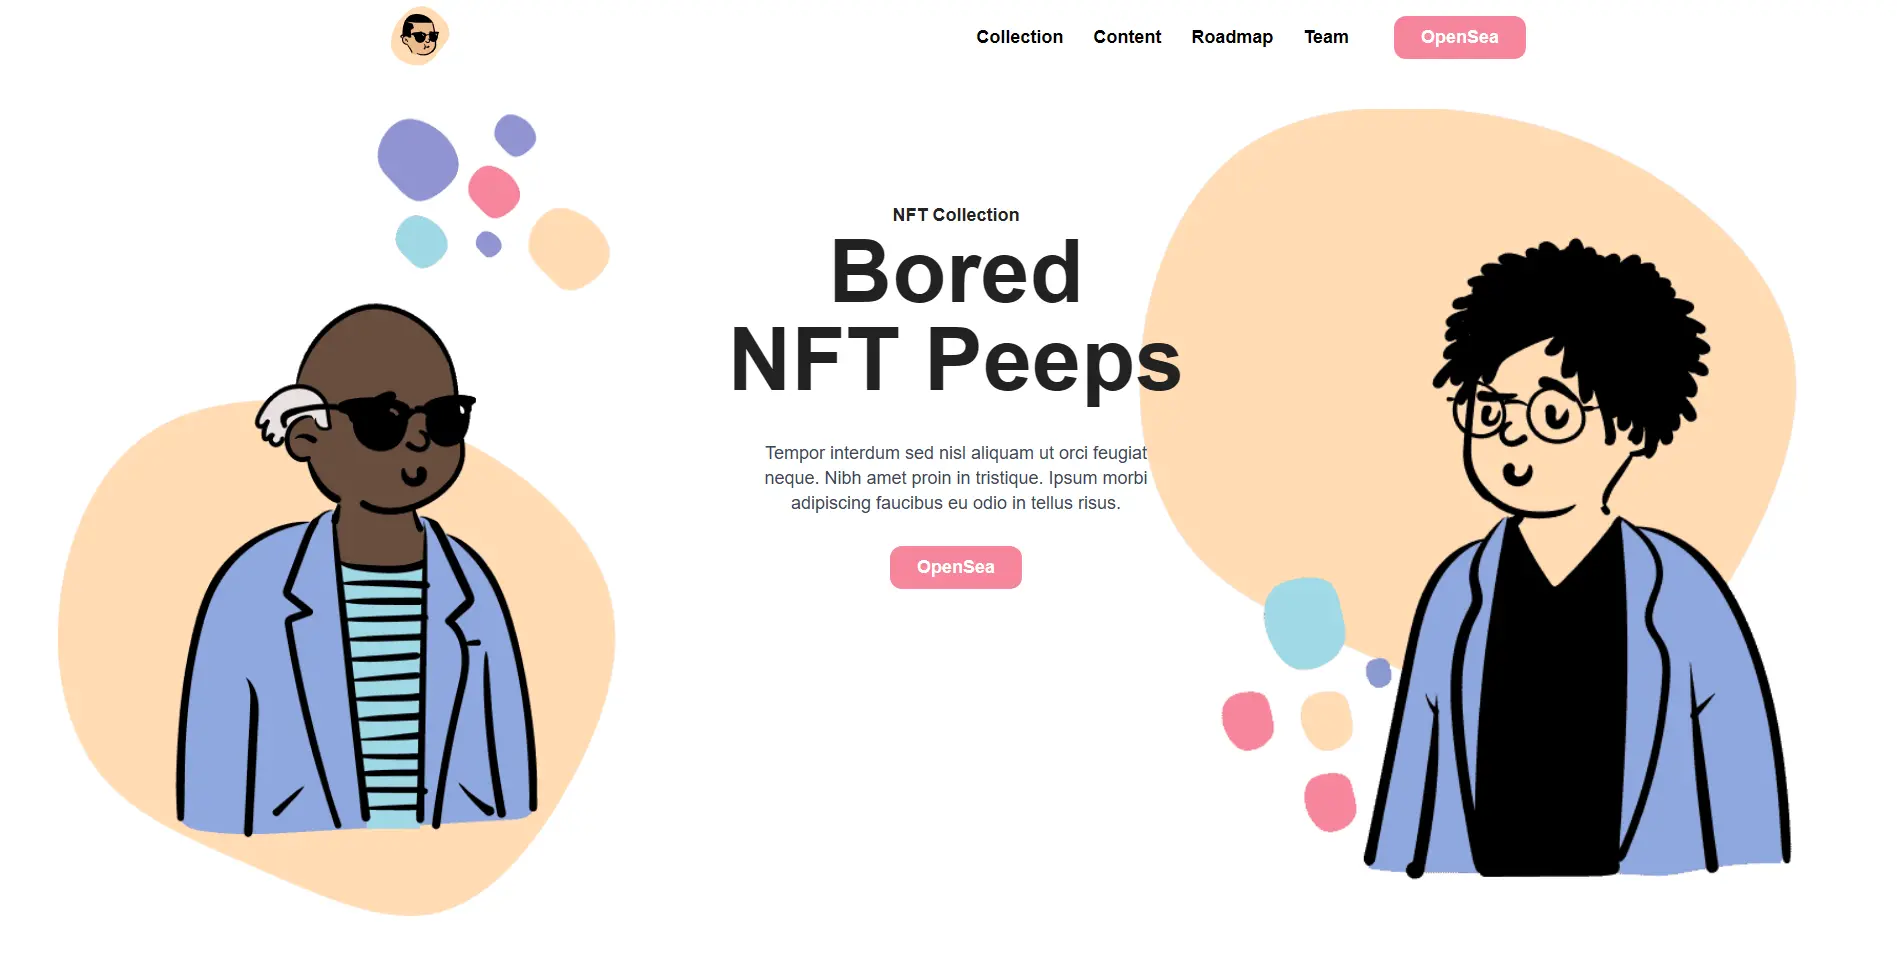 Collection Content Roadmap Team OpenSea
NFT Collection
Bored
NFT Peeps
Tempor interdum sed nisl aliquam ut orci feugiat
neque. Nibh amet proin in tristique. Ipsum morbi
adipiscing faucibus eu odio in tellus risus.
OpenSea